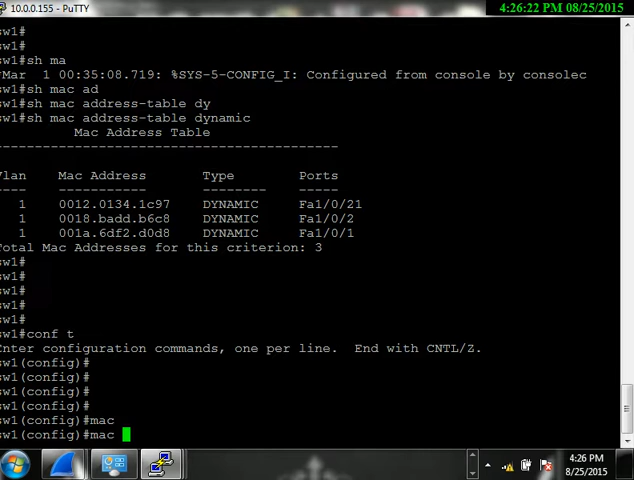 10.0.0.155 - PuTTY
4:26:22 PM 08/25/2015
sw1#
sw1#
sw1#sh ma
*Mar  1 00:35:08.719: %SYS-5-CONFIG_I: Configured from console by consolec
sw1#sh mac ad
sw1#sh mac address-table dy
sw1#sh mac address-table dynamic
Mac Address Table
-------------------------------------------
Vlan    Mac Address       Type        Ports
----    -----------       --------    -----
1    0012.0134.1c97    DYNAMIC     Fa1/0/21
1    0018.badd.b6c8    DYNAMIC     Fa1/0/2
1    001a.6df2.d0d8    DYNAMIC     Fa1/0/1
Total Mac Addresses for this criterion: 3
sw1#
sw1#
sw1#
sw1#
sw1#
sw1#conf t
Enter configuration commands, one per line.  End with CNTL/Z.
sw1(config)#
sw1(config)#
sw1(config)#
sw1(config)#
sw1(config)#mac
sw1(config)#mac
4:26 PM
8/25/2015